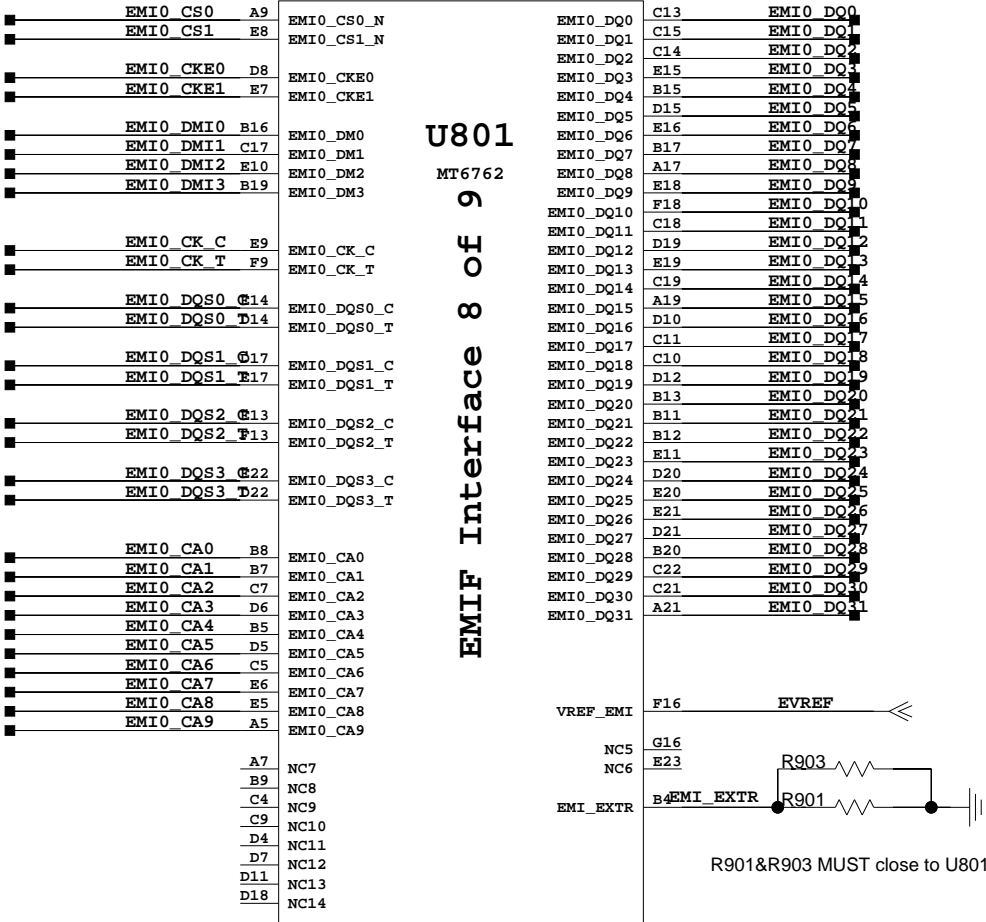 EMI0_CS0 A9 EMI0_CS0_N
EMI0_CS1 E8 EMI0_CS1_N
EMI0_CKE0 D8 EMI0_CKE0
EMI0_CKE1 E7 EMI0_CKE1
EMI0_DMI0 B16 EMI0_DM0
EMI0_DMI1 C17 EMI0_DM1
EMI0_DMI2 E10 EMI0_DM2
EMI0_DMI3 B19 EMI0_DM3
EMI0_CK_C E9 EMI0_CK_C
EMI0_CK_T F9 EMI0_CK_T
EMI0_DQS0_C E14 EMI0_DQS0_C
EMI0_DQS0_T D14 EMI0_DQS0_T
EMI0_DQS1_C D17 EMI0_DQS1_C
EMI0_DQS1_T E17 EMI0_DQS1_T
EMI0_DQS2_C E13 EMI0_DQS2_C
EMI0_DQS2_T F13 EMI0_DQS2_T
EMI0_DQS3_C E22 EMI0_DQS3_C
EMI0_DQS3_T D22 EMI0_DQS3_T
EMI0_CA0 B8 EMI0_CA0
EMI0_CA1 B7 EMI0_CA1
EMI0_CA2 C7 EMI0_CA2
EMI0_CA3 D6 EMI0_CA3
EMI0_CA4 B5 EMI0_CA4
EMI0_CA5 D5 EMI0_CA5
EMI0_CA6 C5 EMI0_CA6
EMI0_CA7 E6 EMI0_CA7
EMI0_CA8 E5 EMI0_CA8
EMI0_CA9 A5 EMI0_CA9
A7 NC7
B9 NC8
C4 NC9
C9 NC10
D4 NC11
D7 NC12
D11 NC13
D18 NC14
U801
MT6762
EMIF Interface 8 of 9
EMI0_DQ0 C13 EMI0_DQ0
EMI0_DQ1 C15 EMI0_DQ1
EMI0_DQ2 C14 EMI0_DQ2
EMI0_DQ3 E15 EMI0_DQ3
EMI0_DQ4 B15 EMI0_DQ4
EMI0_DQ5 D15 EMI0_DQ5
EMI0_DQ6 E16 EMI0_DQ6
EMI0_DQ7 B17 EMI0_DQ7
EMI0_DQ8 A17 EMI0_DQ8
EMI0_DQ9 E18 EMI0_DQ9
EMI0_DQ10 F18 EMI0_DQ10
EMI0_DQ11 C18 EMI0_DQ11
EMI0_DQ12 D19 EMI0_DQ12
EMI0_DQ13 E19 EMI0_DQ13
EMI0_DQ14 C19 EMI0_DQ14
EMI0_DQ15 A19 EMI0_DQ15
EMI0_DQ16 D10 EMI0_DQ16
EMI0_DQ17 C11 EMI0_DQ17
EMI0_DQ18 C10 EMI0_DQ18
EMI0_DQ19 D12 EMI0_DQ19
EMI0_DQ20 B13 EMI0_DQ20
EMI0_DQ21 B11 EMI0_DQ21
EMI0_DQ22 B12 EMI0_DQ22
EMI0_DQ23 E11 EMI0_DQ23
EMI0_DQ24 D20 EMI0_DQ24
EMI0_DQ25 E20 EMI0_DQ25
EMI0_DQ26 E21 EMI0_DQ26
EMI0_DQ27 D21 EMI0_DQ27
EMI0_DQ28 B20 EMI0_DQ28
EMI0_DQ29 C22 EMI0_DQ29
EMI0_DQ30 C21 EMI0_DQ30
EMI0_DQ31 A21 EMI0_DQ31
VREF_EMI F16 EVREF
NC5 G16
NC6 E23
R903
EMI_EXTR B4 EMI_EXTR R901
R901&R903 MUST close to U801